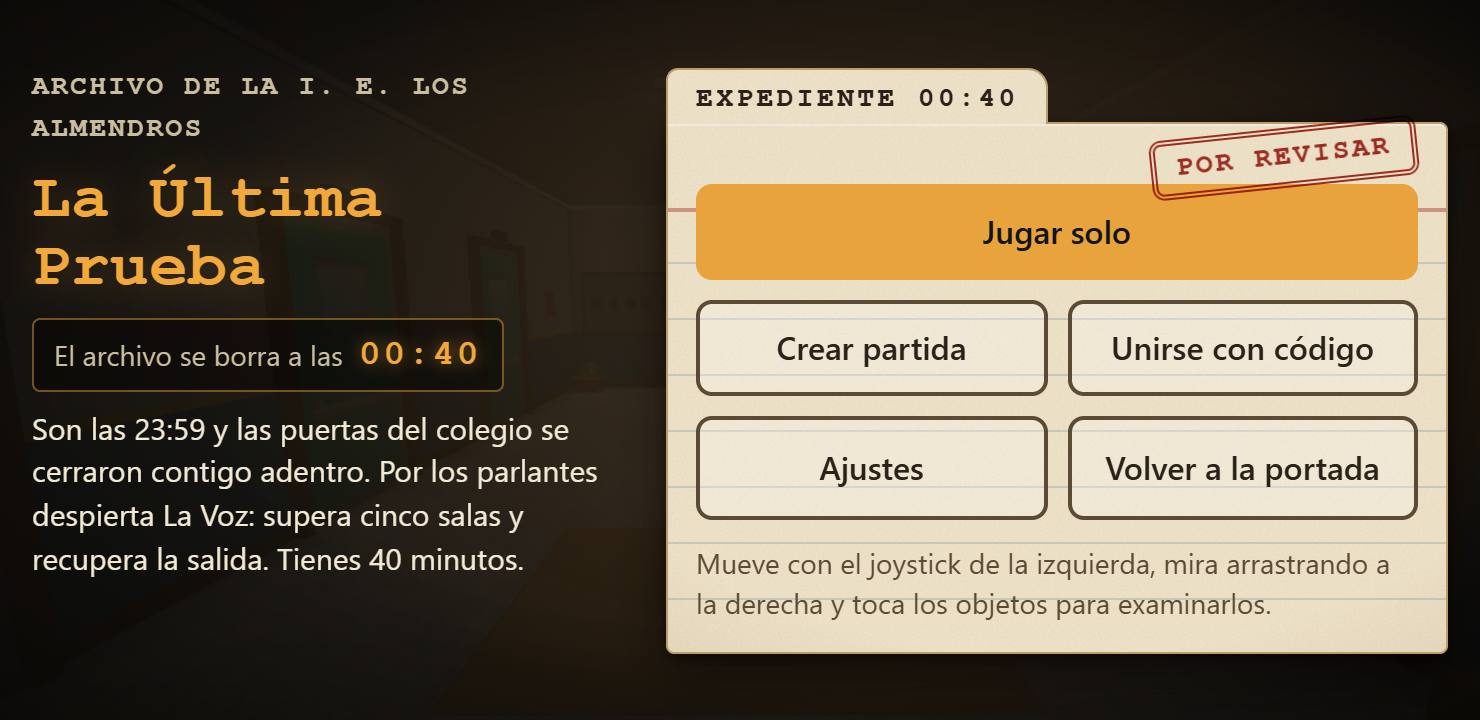 ARCHIVO DE LA I. E. LOS
ALMENDROS
La Última
Prueba
El archivo se borra a las 00:40
Son las 23:59 y las puertas del colegio se
cerraron contigo adentro. Por los parlantes
despierta La Voz: supera cinco salas y
recupera la salida. Tienes 40 minutos.
EXPEDIENTE 00:40
POR REVISAR
Jugar solo
Crear partida
Unirse con código
Ajustes
Volver a la portada
Mueve con el joystick de la izquierda, mira arrastrando a
la derecha y toca los objetos para examinarlos.